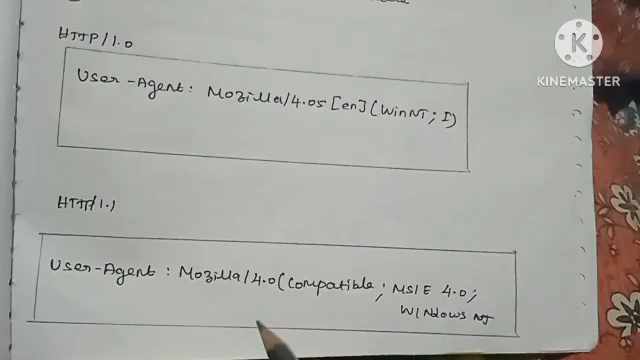 HTTP/1.0
User-Agent: Mozilla/4.05 [en] (WinNT; I)
HTTP/1.1
User-Agent : Mozilla/4.0 (Compatible; MSIE 4.0;
Windows NT
K
KINEMASTER